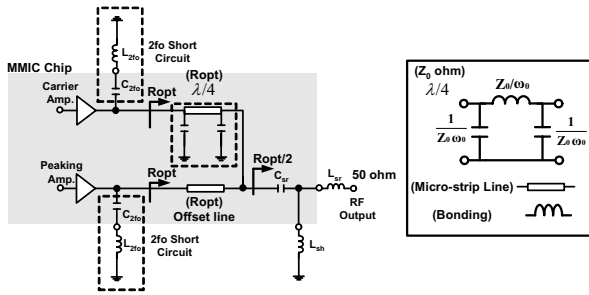 L2fo
2fo Short
Circuit
MMIC Chip
C2fo
Carrier
Amp.
Ropt
(Ropt)
λ/4
Ropt/2
Csr
Lsr
50 ohm
RF
Output
Peaking
Amp.
Ropt
(Ropt)
Offset line
C2fo
L2fo
2fo Short
Circuit
Lsh
(Z0 ohm)
λ/4
Z0/ω0
1
Z0ω0
1
Z0ω0
(Micro-strip Line)
(Bonding)